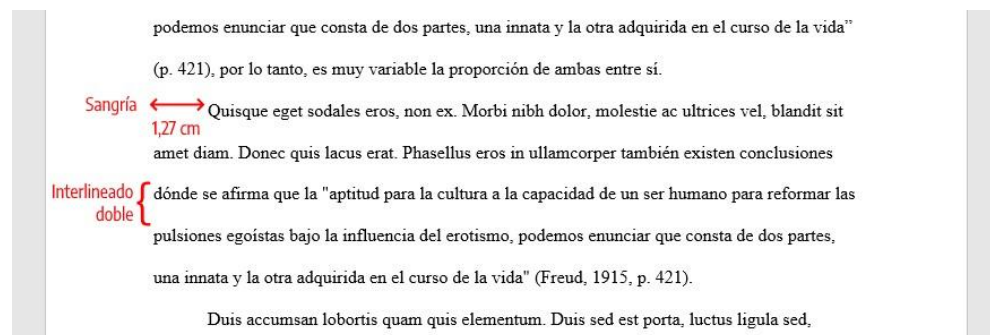 podemos enunciar que consta de dos partes, una innata y la otra adquirida en el curso de la vida”
(p. 421), por lo tanto, es muy variable la proporción de ambas entre sí.
Sangría Quisque eget sodales eros, non ex. Morbi nibh dolor, molestie ac ultrices vel, blandit sit
1,27 cm
amet diam. Donec quis lacus erat. Phasellus eros in ullamcorper también existen conclusiones
Interlineado dónde se afirma que la "aptitud para la cultura a la capacidad de un ser humano para reformar las
doble
pulsiones egoístas bajo la influencia del erotismo, podemos enunciar que consta de dos partes,
una innata y la otra adquirida en el curso de la vida" (Freud, 1915, p. 421).
Duis accumsan lobortis quam quis elementum. Duis sed est porta, luctus ligula sed,